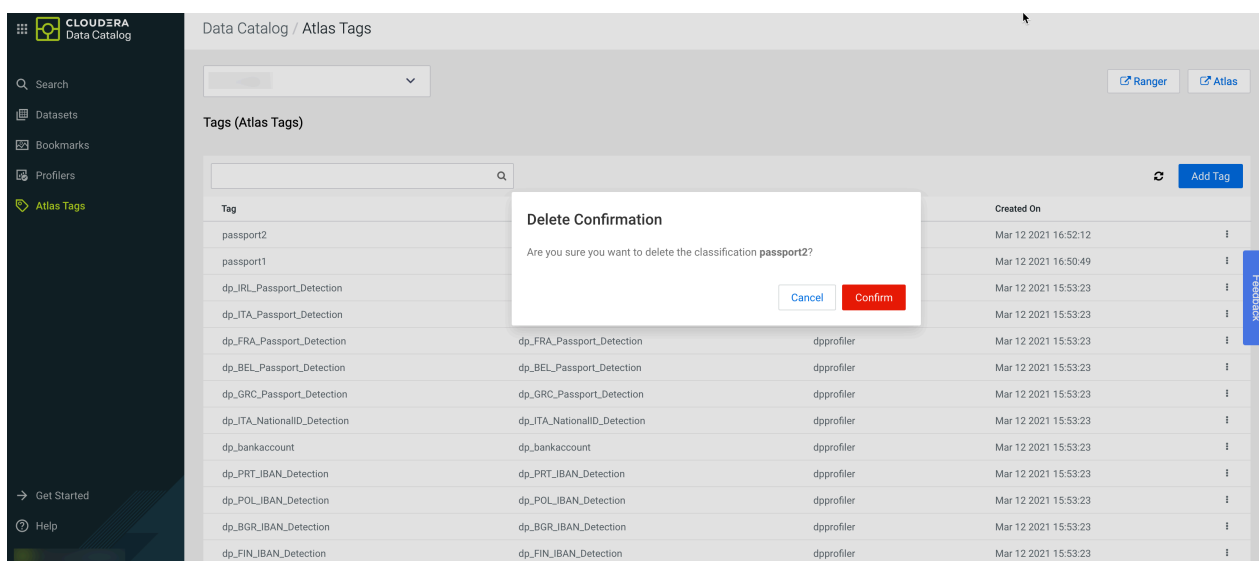 CLOUDERA
Data Catalog
Data Catalog / Atlas Tags
Search
Datasets
Bookmarks
Profilers
Atlas Tags
Get Started
Help
Ranger
Atlas
Tags (Atlas Tags)
Add Tag
Tag Created On
passport2 Mar 12 2021 16:52:12
passport1 Mar 12 2021 16:50:49
dp_IRL_Passport_Detection Mar 12 2021 15:53:23
dp_ITA_Passport_Detection Mar 12 2021 15:53:23
dp_FRA_Passport_Detection dp_FRA_Passport_Detection dpprofiler Mar 12 2021 15:53:23
dp_BEL_Passport_Detection dp_BEL_Passport_Detection dpprofiler Mar 12 2021 15:53:23
dp_GRC_Passport_Detection dp_GRC_Passport_Detection dpprofiler Mar 12 2021 15:53:23
dp_ITA_NationalID_Detection dp_ITA_NationalID_Detection dpprofiler Mar 12 2021 15:53:23
dp_bankaccount dp_bankaccount dpprofiler Mar 12 2021 15:53:23
dp_PRT_IBAN_Detection dp_PRT_IBAN_Detection dpprofiler Mar 12 2021 15:53:23
dp_POL_IBAN_Detection dp_POL_IBAN_Detection dpprofiler Mar 12 2021 15:53:23
dp_BGR_IBAN_Detection dp_BGR_IBAN_Detection dpprofiler Mar 12 2021 15:53:23
dp_FIN_IBAN_Detection dp_FIN_IBAN_Detection dpprofiler Mar 12 2021 15:53:23
Delete Confirmation
Are you sure you want to delete the classification passport2?
Cancel Confirm
Feedback